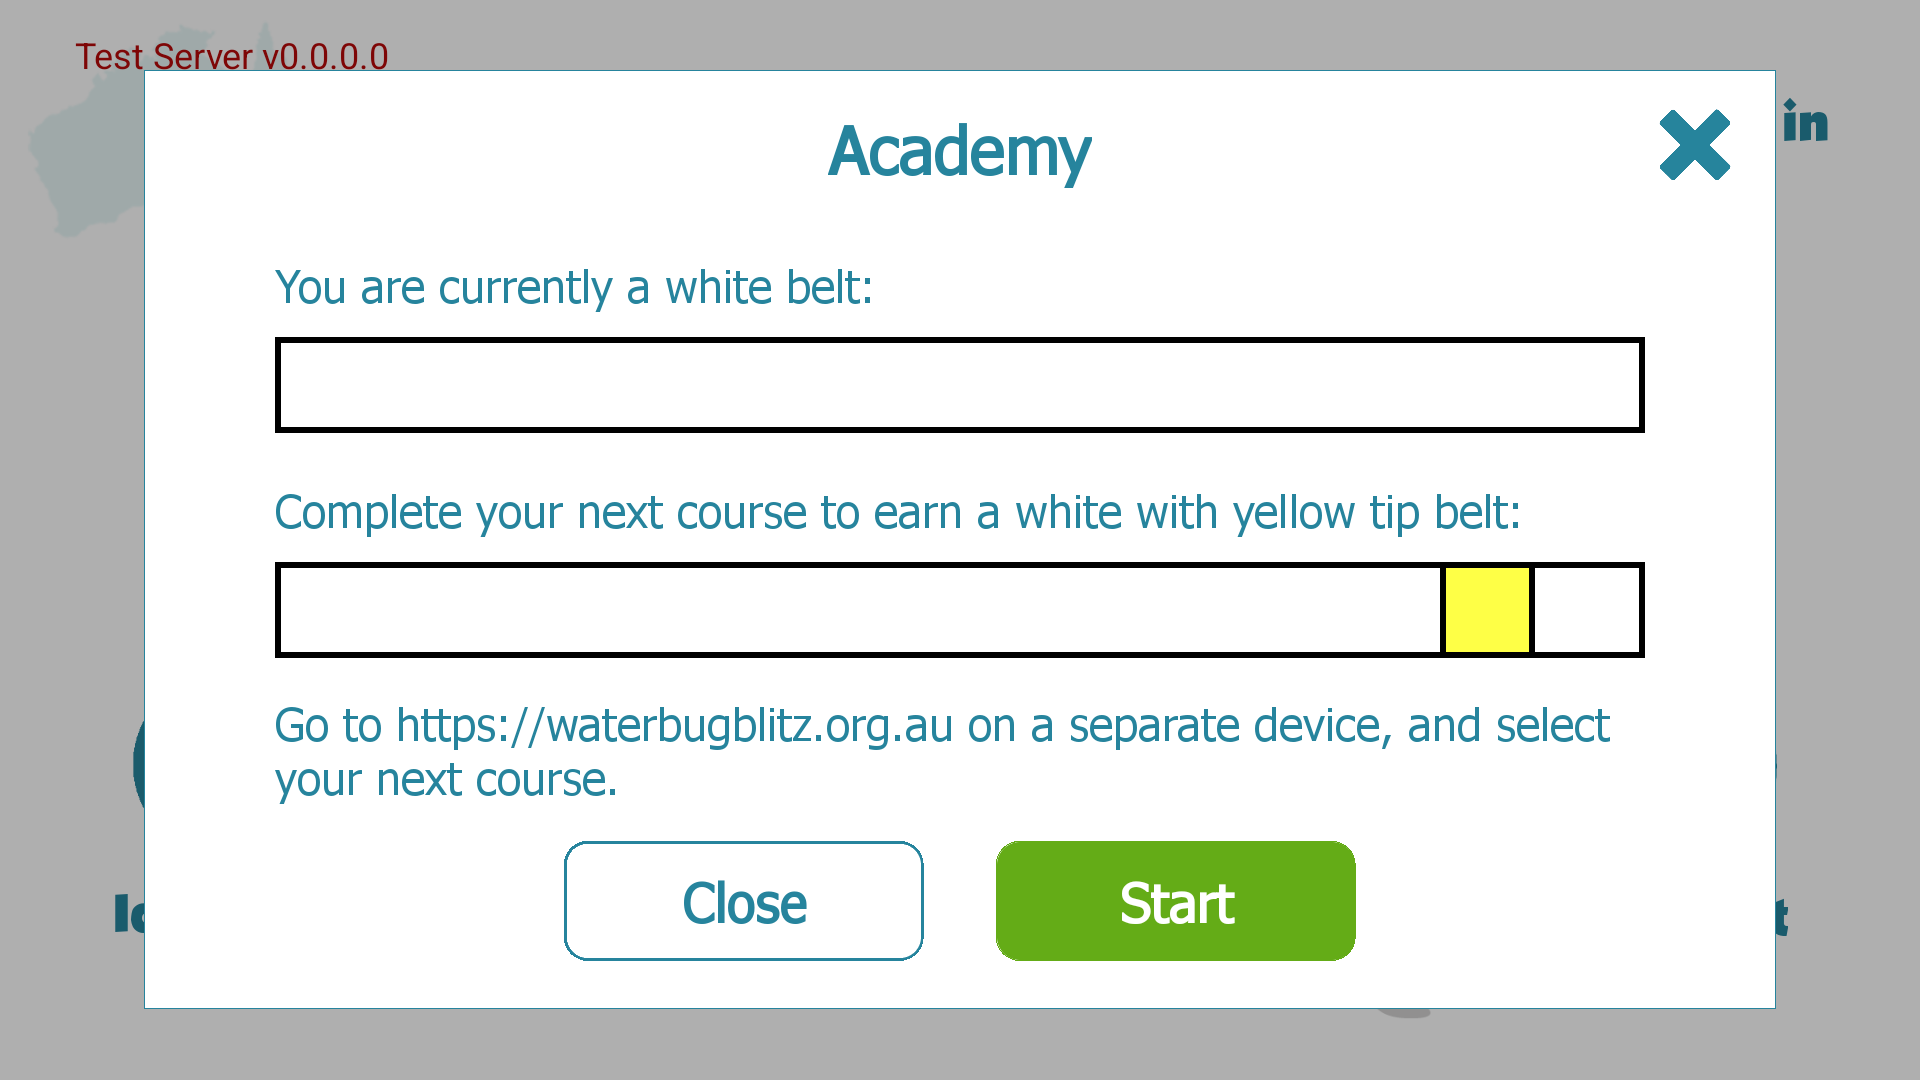 Test Server v0.0.0.0
in
Academy
You are currently a white belt:
Complete your next course to earn a white with yellow tip belt:
Go to https://waterbugblitz.org.au on a separate device, and select
your next course.
Close
Start